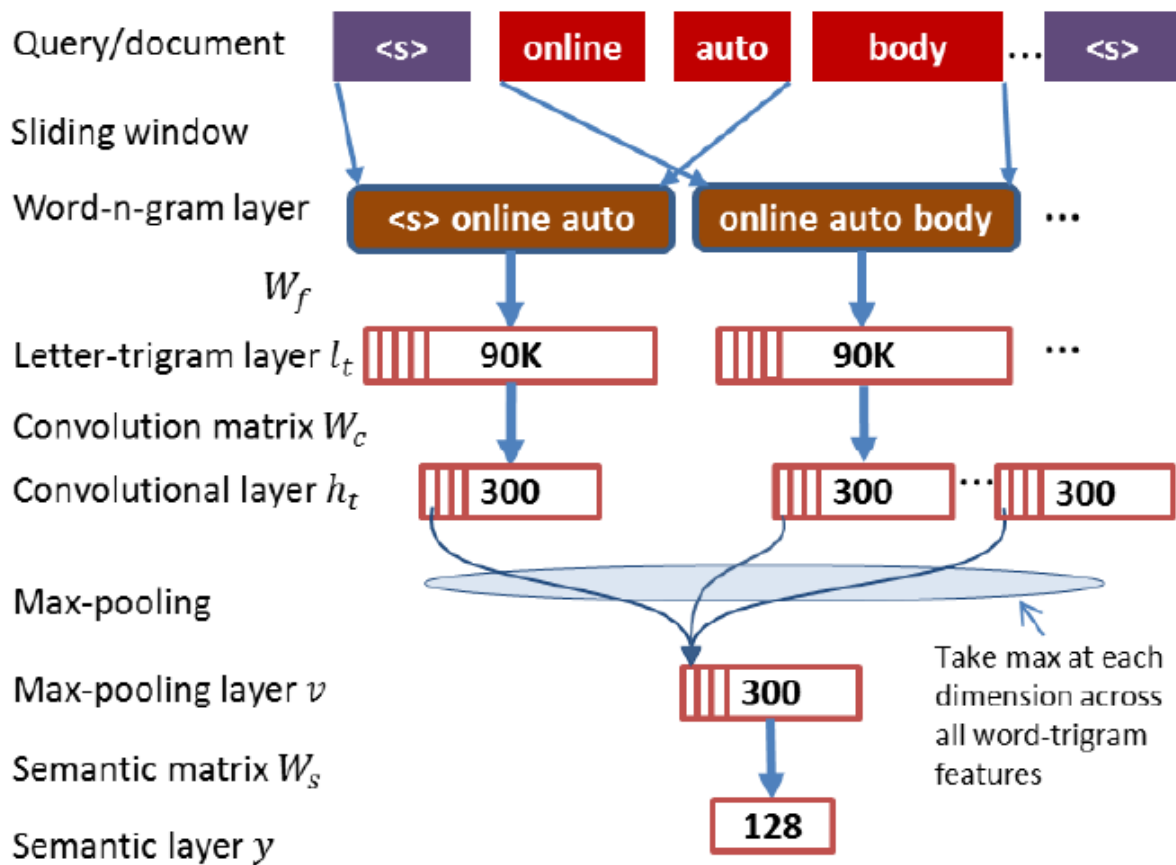 Query/document <s> online auto body ... <s>
Sliding window
Word-n-gram layer <s> online auto online auto body ...
W_f
Letter-trigram layer l_t 90K 90K ...
Convolution matrix W_c
Convolutional layer h_t 300 300 ... 300
Max-pooling
Take max at each
dimension across
all word-trigram
features
Max-pooling layer v 300
Semantic matrix W_s
Semantic layer y 128